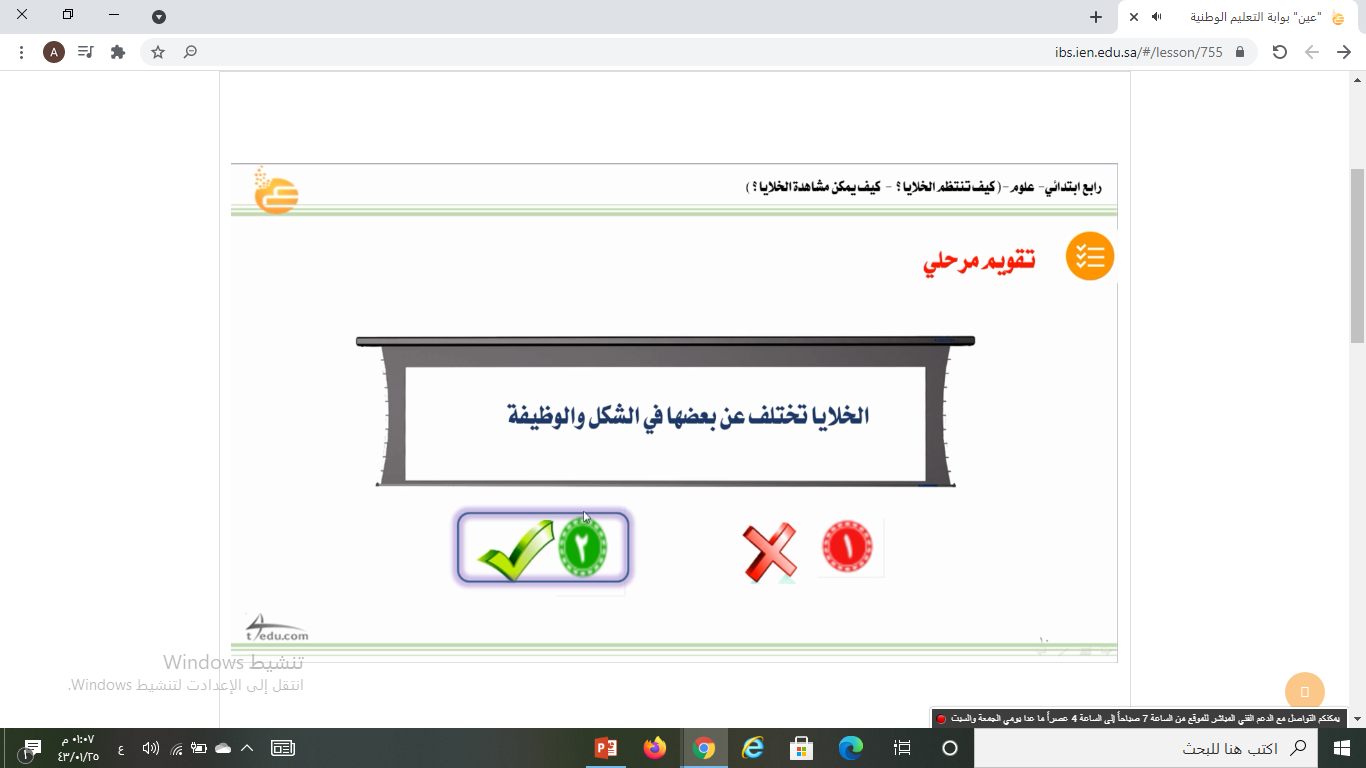 "عين" بوابة التعليم الوطنية
ibs.ien.edu.sa/#/lesson/755
A
رابع ابتدائي- علوم-( كيف تنتظم الخلايا ؟ - كيف يمكن مشاهدة الخلايا ؟ )
تقويم مرحلي
الخلايا تختلف عن بعضها في الشكل والوظيفة
١
٢
t4edu.com
١٠
تنشيط Windows
انتقل إلى الإعدادت لتنشيط Windows.
يمكنكم التواصل مع الدعم الفني المباشر للموقع من الساعة 7 صباحاً إلى الساعة 4 عصراً ما عدا يومي الجمعة والسبت
اكتب هنا للبحث
ع
٠١:٠٧ م
٤٣/٠١/٢٥
١